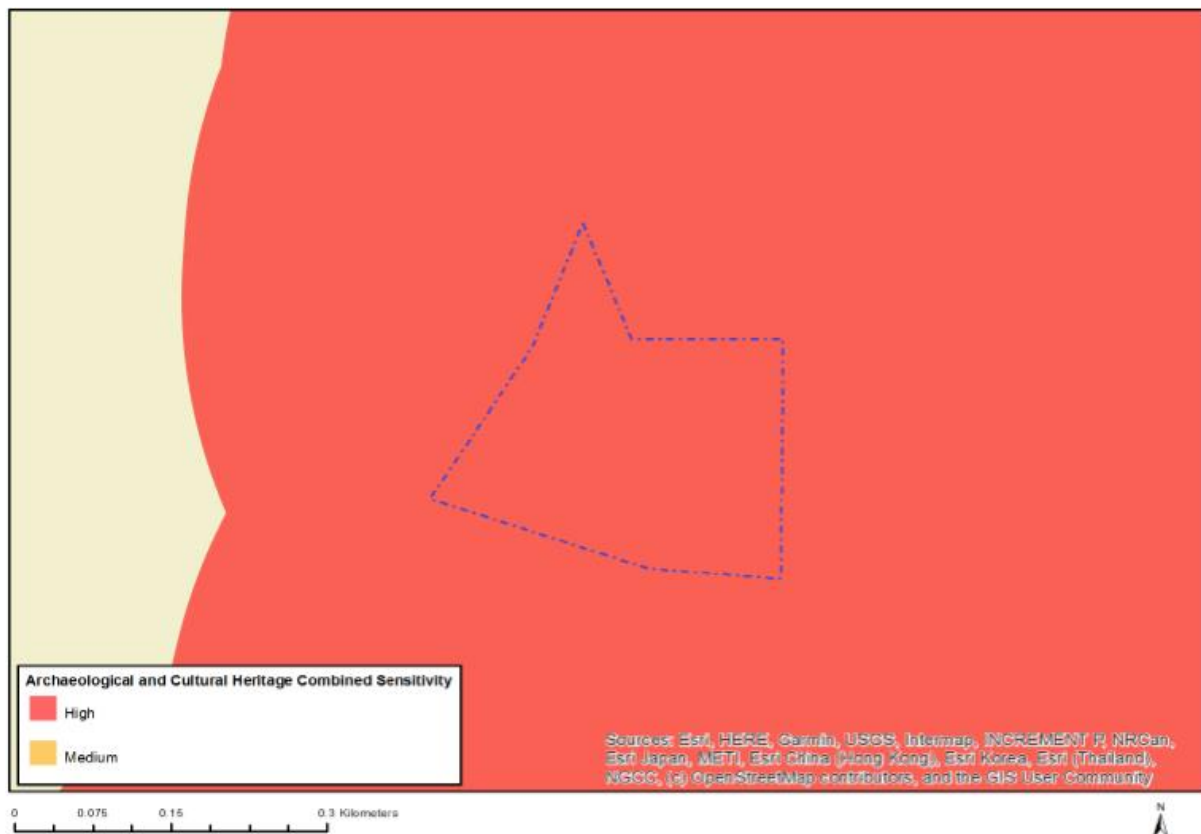 Archaeological and Cultural Heritage Combined Sensitivity
High
Medium
Sources: Esri, HERE, Garmin, USGS, Intermap, INCREMENT P, NRCan,
Esri Japan, METI, Esri China (Hong Kong), Esri Korea, Esri (Thailand),
NGCC, (c) OpenStreetMap contributors, and the GIS User Community
0 0.075 0.15 0.3 Kilometers
N